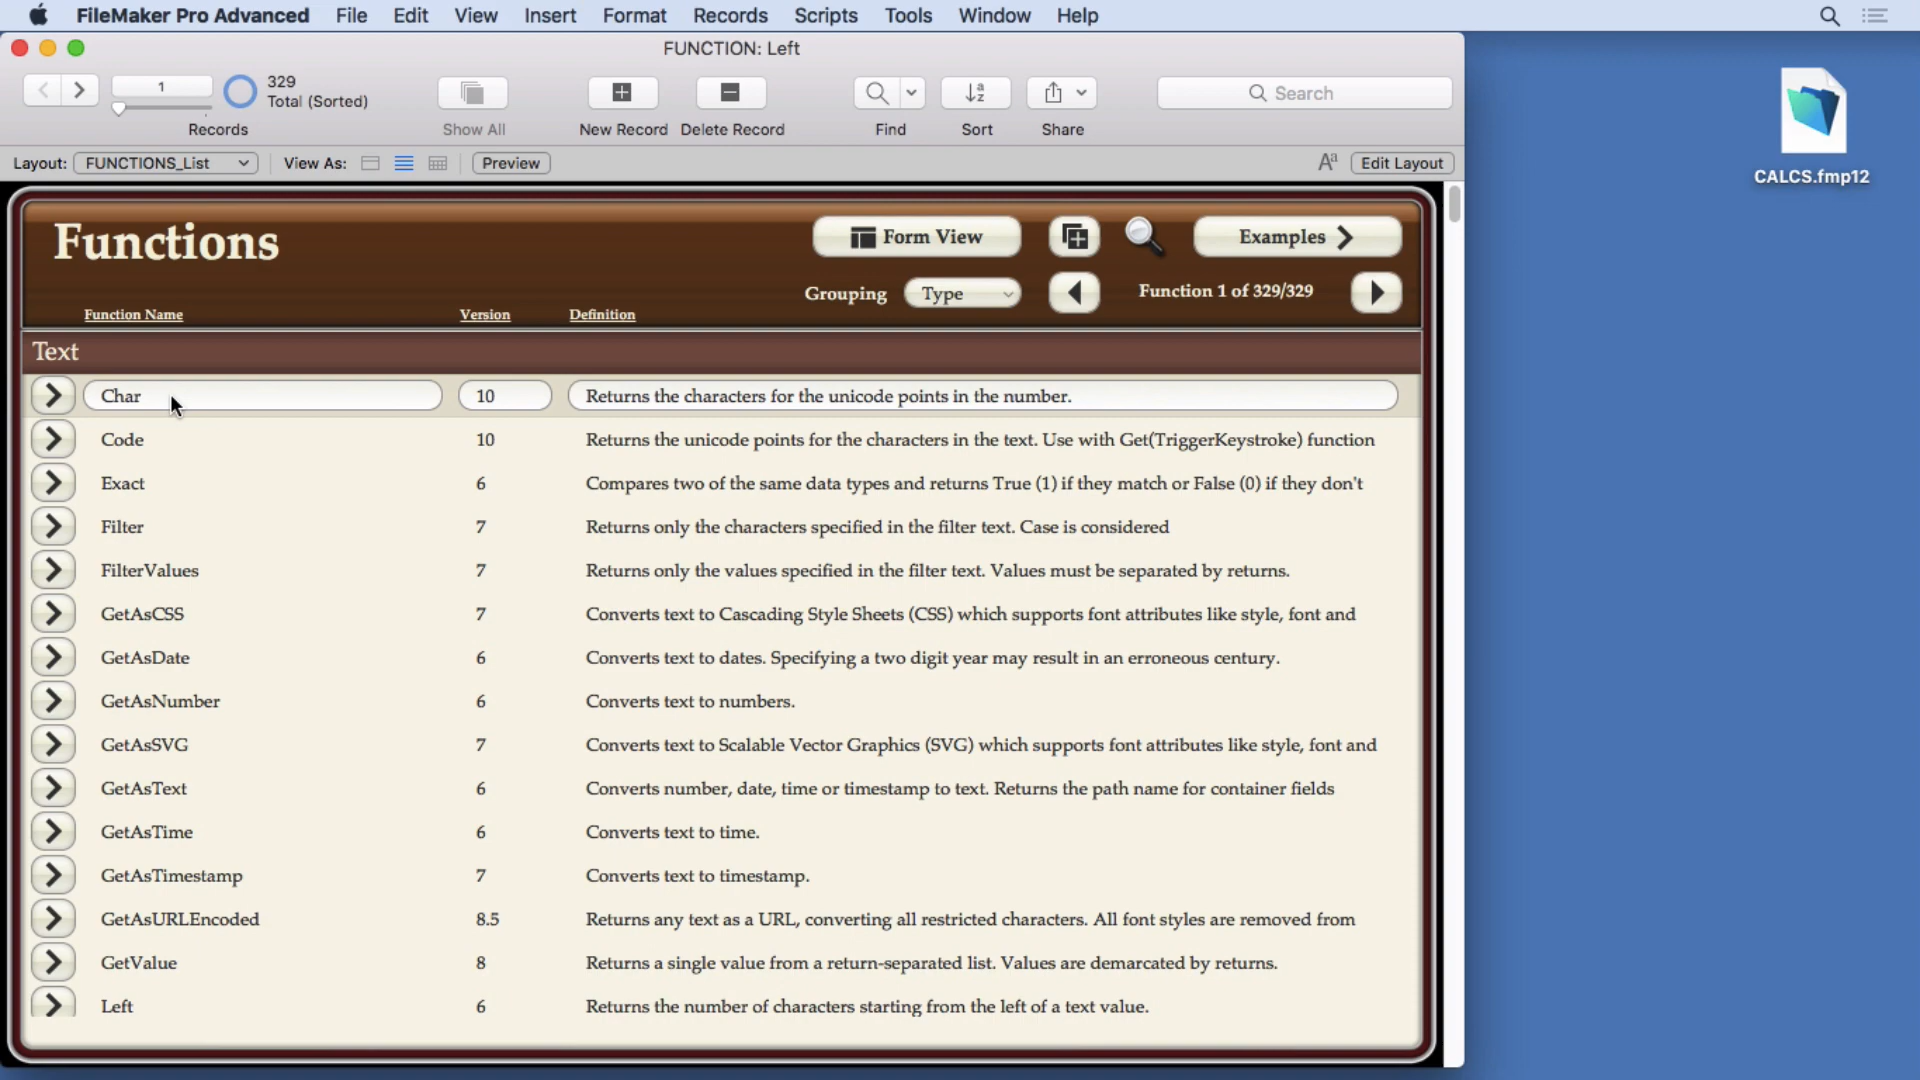 FileMaker Pro Advanced File Edit View Insert Format Records Scripts Tools Window Help
FUNCTION: Left
1
329
Total (Sorted)
Records
Show All
New Record
Delete Record
Find
Sort
Share
Search
Layout: FUNCTIONS_List
View As:
Preview
Aa
Edit Layout
CALCS.fmp12
Functions
Form View
Examples
Grouping Type
Function 1 of 329/329
Function Name Version Definition
Text
Char 10 Returns the characters for the unicode points in the number.
Code 10 Returns the unicode points for the characters in the text. Use with Get(TriggerKeystroke) function
Exact 6 Compares two of the same data types and returns True (1) if they match or False (0) if they don't
Filter 7 Returns only the characters specified in the filter text. Case is considered
FilterValues 7 Returns only the values specified in the filter text. Values must be separated by returns.
GetAsCSS 7 Converts text to Cascading Style Sheets (CSS) which supports font attributes like style, font and
GetAsDate 6 Converts text to dates. Specifying a two digit year may result in an erroneous century.
GetAsNumber 6 Converts text to numbers.
GetAsSVG 7 Converts text to Scalable Vector Graphics (SVG) which supports font attributes like style, font and
GetAsText 6 Converts number, date, time or timestamp to text. Returns the path name for container fields
GetAsTime 6 Converts text to time.
GetAsTimestamp 7 Converts text to timestamp.
GetAsURLEncoded 8.5 Returns any text as a URL, converting all restricted characters. All font styles are removed from
GetValue 8 Returns a single value from a return-separated list. Values are demarcated by returns.
Left 6 Returns the number of characters starting from the left of a text value.